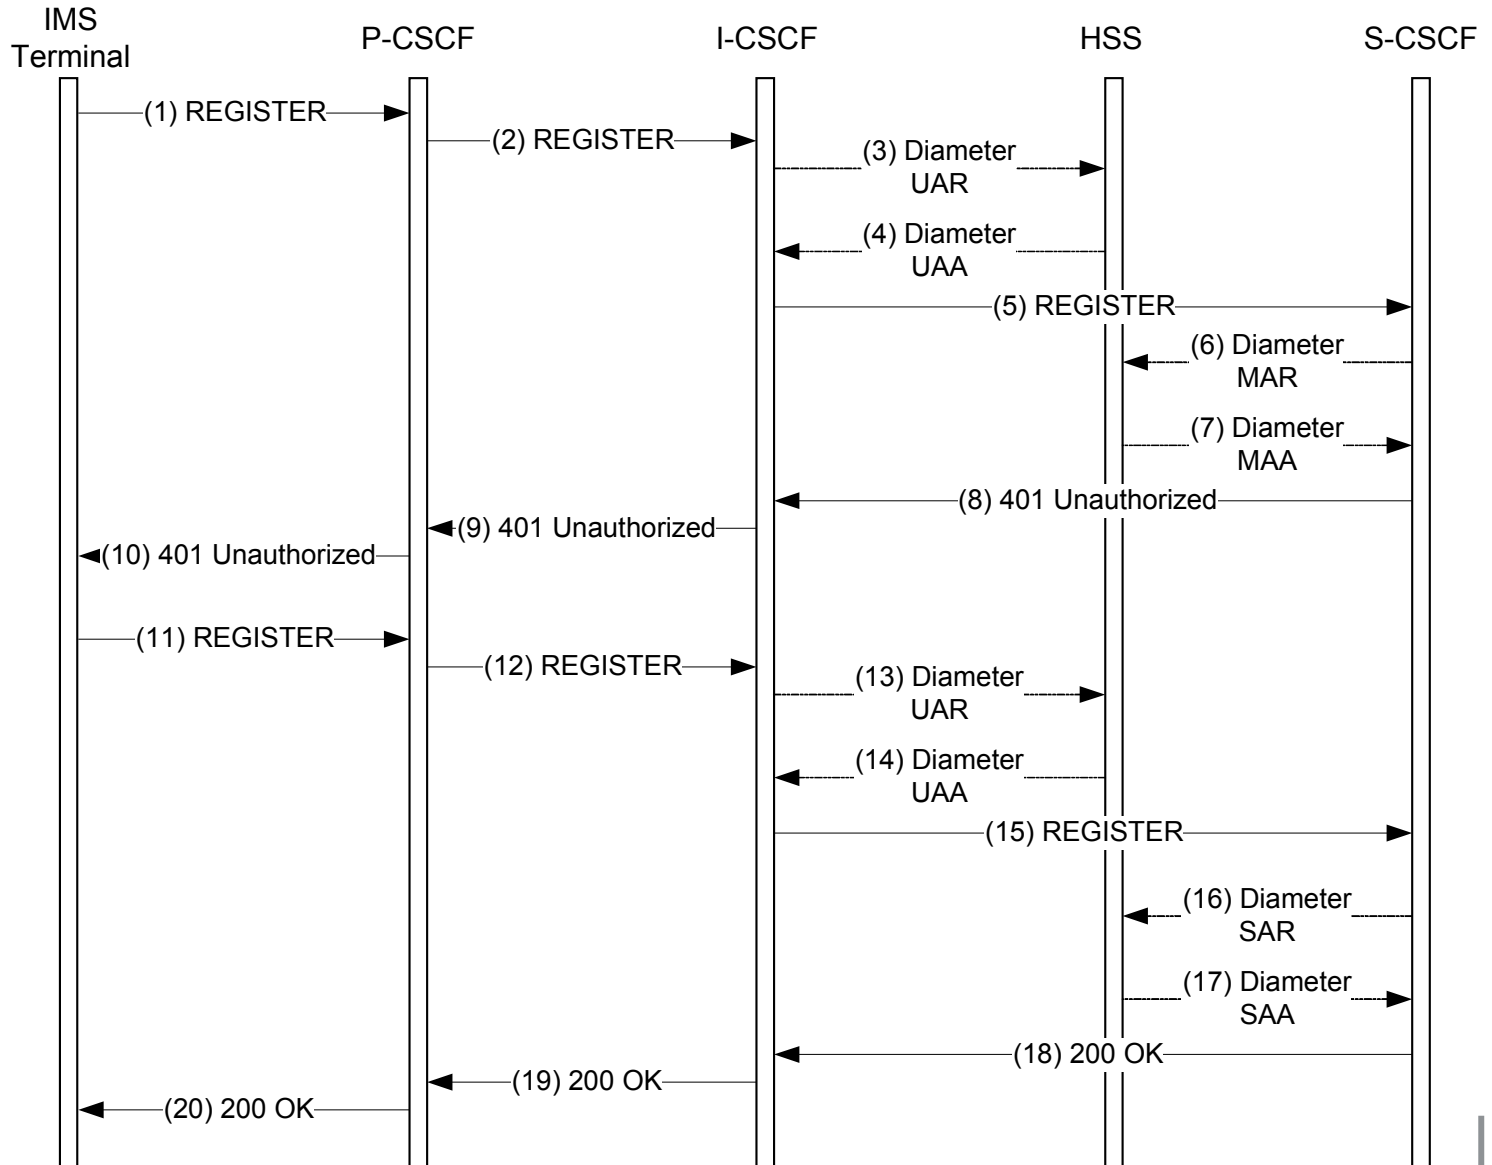 IMS
Terminal
P-CSCF
I-CSCF
HSS
S-CSCF
(1) REGISTER
(2) REGISTER
(3) Diameter
UAR
(4) Diameter
UAA
(5) REGISTER
(6) Diameter
MAR
(7) Diameter
MAA
(8) 401 Unauthorized
(9) 401 Unauthorized
(10) 401 Unauthorized
(11) REGISTER
(12) REGISTER
(13) Diameter
UAR
(14) Diameter
UAA
(15) REGISTER
(16) Diameter
SAR
(17) Diameter
SAA
(18) 200 OK
(19) 200 OK
(20) 200 OK